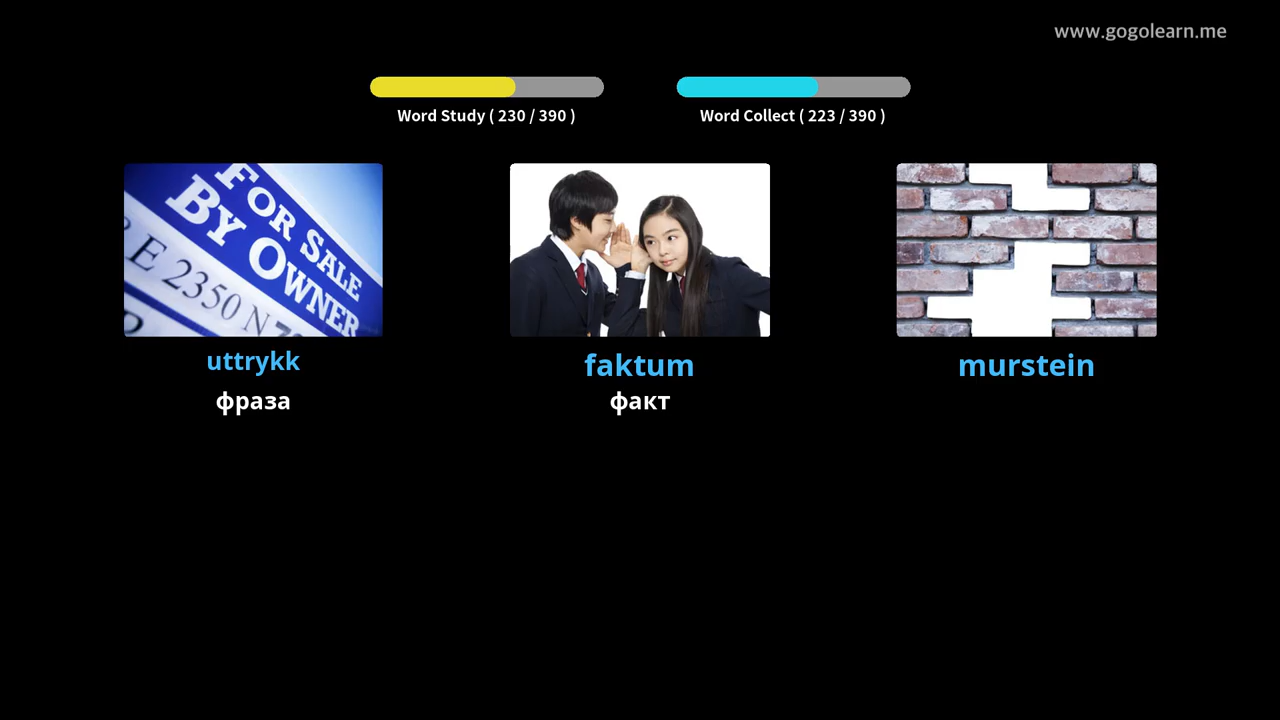 www.gogolearn.me
Word Study ( 230 / 390 )
Word Collect ( 223 / 390 )
FOR SALE
BY OWNER
E 2350 N
uttrykk
faktum
murstein
фраза
факт